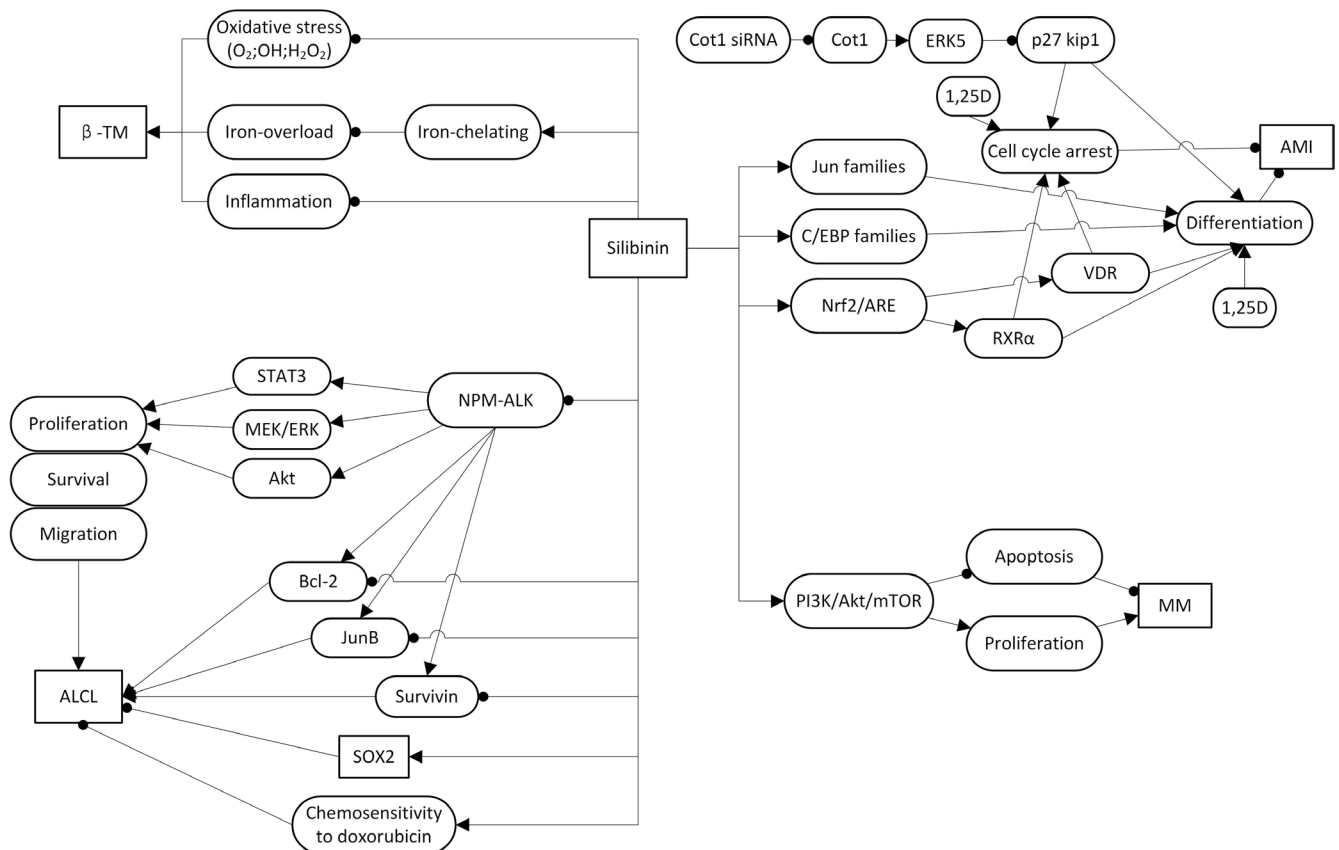 Oxidative stress
(O₂;OH;H₂O₂)
β -TM
Iron-overload
Iron-chelating
Inflammation
Silibinin
Cot1 siRNA
Cot1
ERK5
p27 kip1
1,25D
Cell cycle arrest
AMI
Jun families
C/EBP families
Differentiation
Nrf2/ARE
VDR
RXRα
1,25D
STAT3
NPM-ALK
Proliferation
MEK/ERK
Survival
Akt
Migration
Bcl-2
JunB
ALCL
Survivin
SOX2
Chemosensitivity
to doxorubicin
PI3K/Akt/mTOR
Apoptosis
MM
Proliferation